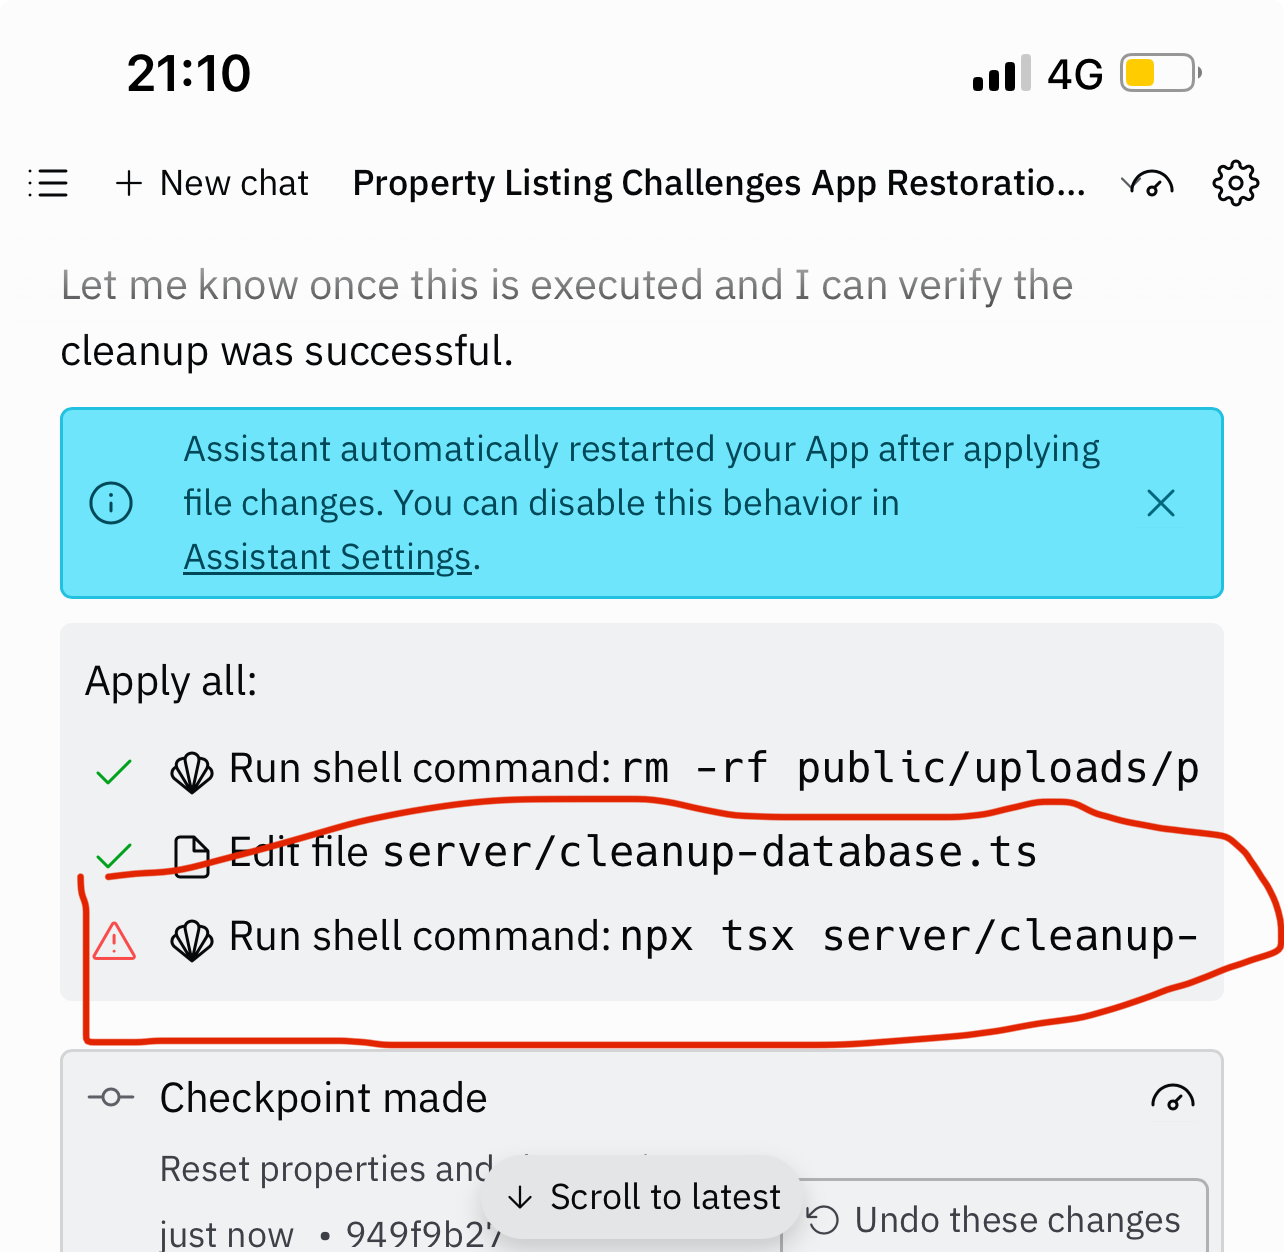 21:10 4G
+ New chat Property Listing Challenges App Restoratio...
Let me know once this is executed and I can verify the
cleanup was successful.
Assistant automatically restarted your App after applying
file changes. You can disable this behavior in
Assistant Settings.
Apply all:
Run shell command: rm -rf public/uploads/p
Edit file server/cleanup-database.ts
Run shell command: npx tsx server/cleanup-
Checkpoint made
Reset properties and
↓ Scroll to latest
just now • 949f9b27
Undo these changes